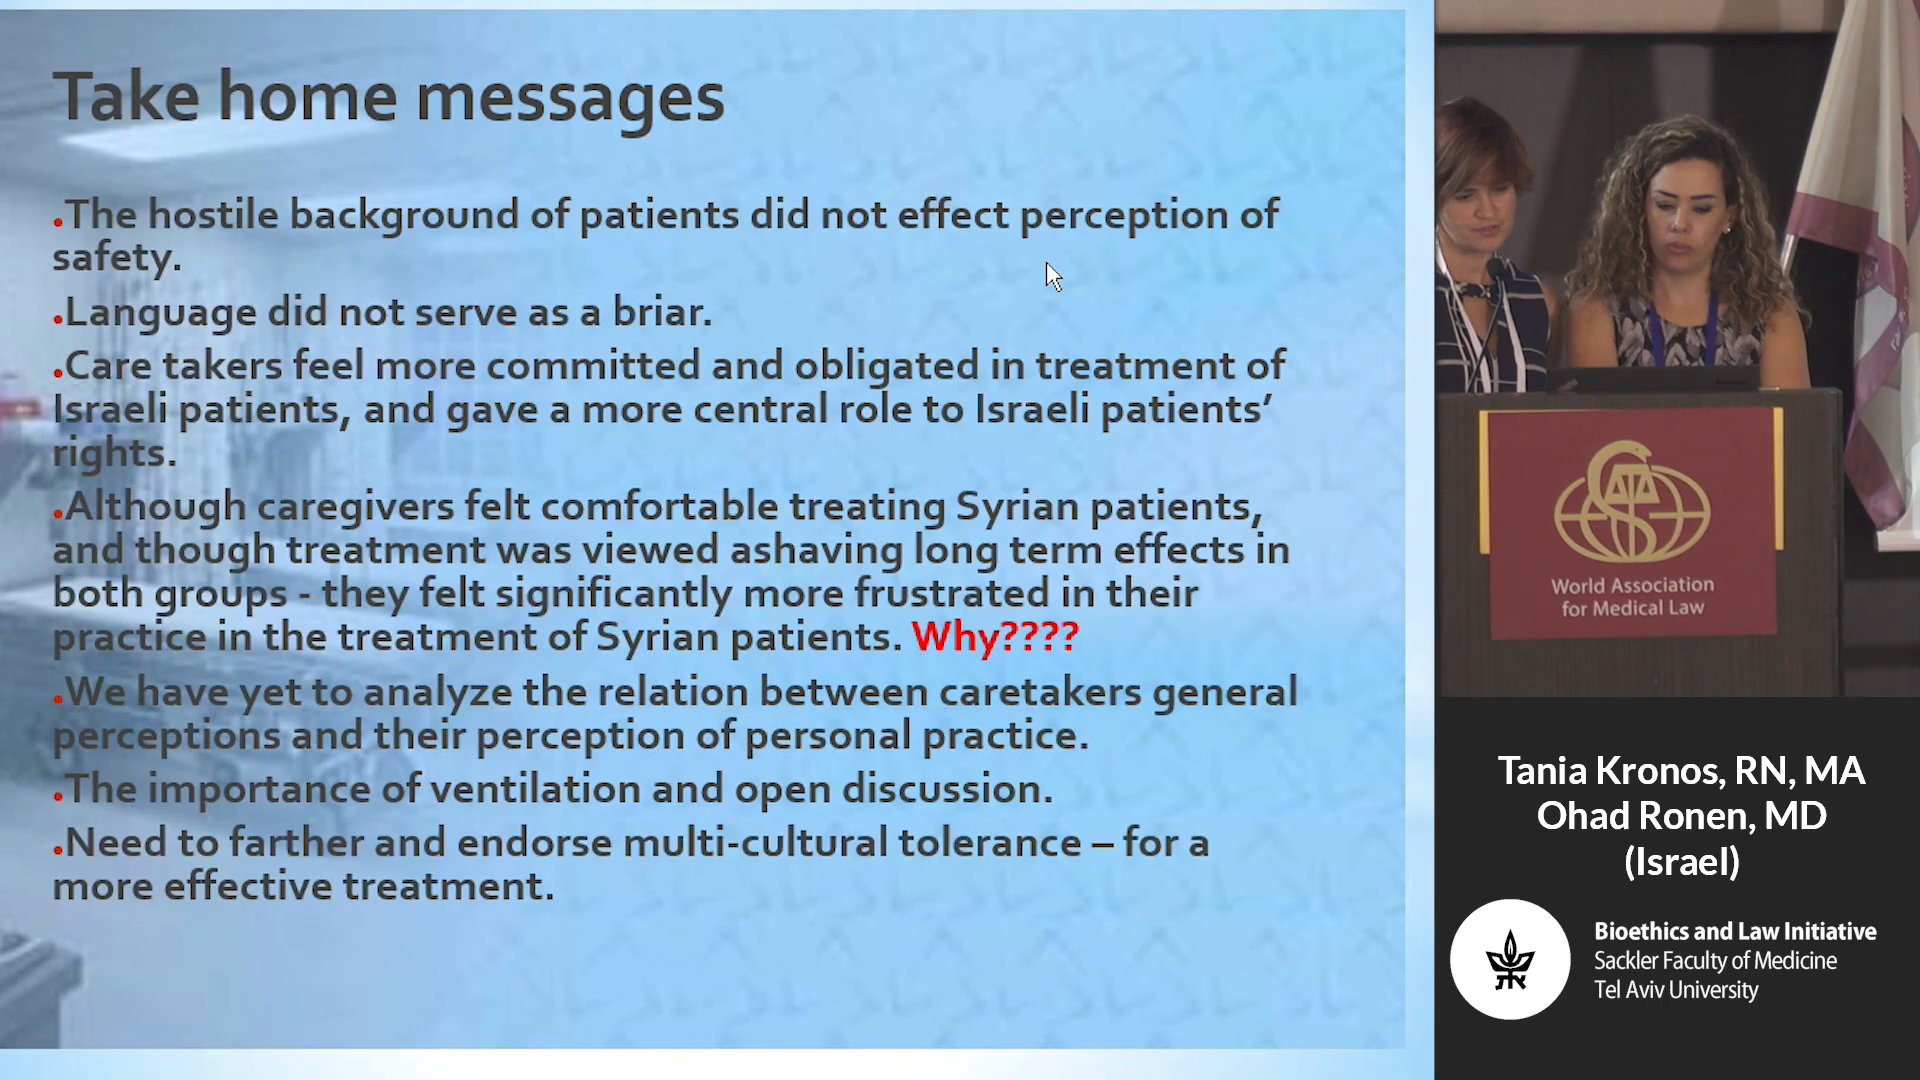 Take home messages
.The hostile background of patients did not effect perception of
safety.
.Language did not serve as a briar.
.Care takers feel more committed and obligated in treatment of
Israeli patients, and gave a more central role to Israeli patients’
rights.
.Although caregivers felt comfortable treating Syrian patients,
and though treatment was viewed ashaving long term effects in
both groups - they felt significantly more frustrated in their
practice in the treatment of Syrian patients. Why????
.We have yet to analyze the relation between caretakers general
perceptions and their perception of personal practice.
.The importance of ventilation and open discussion.
.Need to farther and endorse multi-cultural tolerance – for a
more effective treatment.
World Association
for Medical Law
Tania Kronos, RN, MA
Ohad Ronen, MD
(Israel)
Bioethics and Law Initiative
Sackler Faculty of Medicine
Tel Aviv University